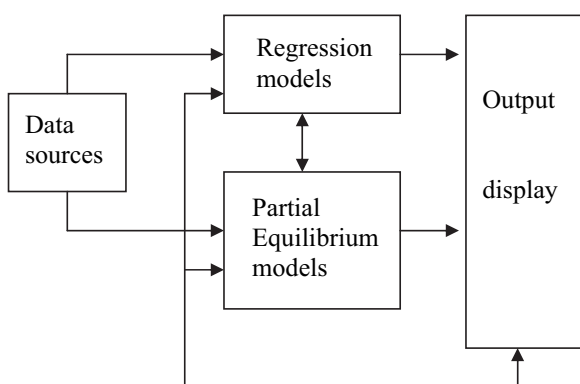 Regression
models
Data
sources
Partial
Equilibrium
models
Output
display